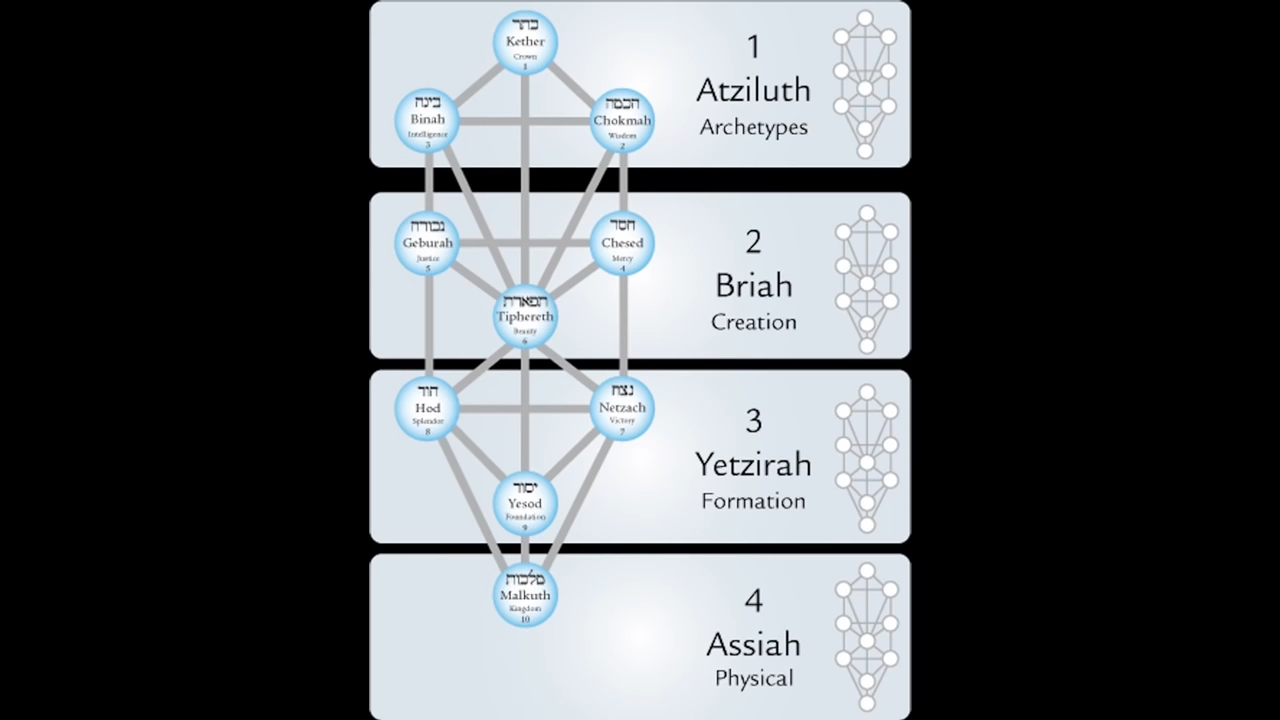 כתר
Kether
Crown
1
בינה
Binah
Intelligence
3
חכמה
Chokmah
Wisdom
2
1
Atziluth
Archetypes
גבורה
Geburah
Justice
5
חסד
Chesed
Mercy
4
תפארת
Tiphereth
Beauty
6
2
Briah
Creation
הוד
Hod
Splendor
8
נצח
Netzach
Victory
7
יסוד
Yesod
Foundation
9
3
Yetzirah
Formation
מלכות
Malkuth
Kingdom
10
4
Assiah
Physical